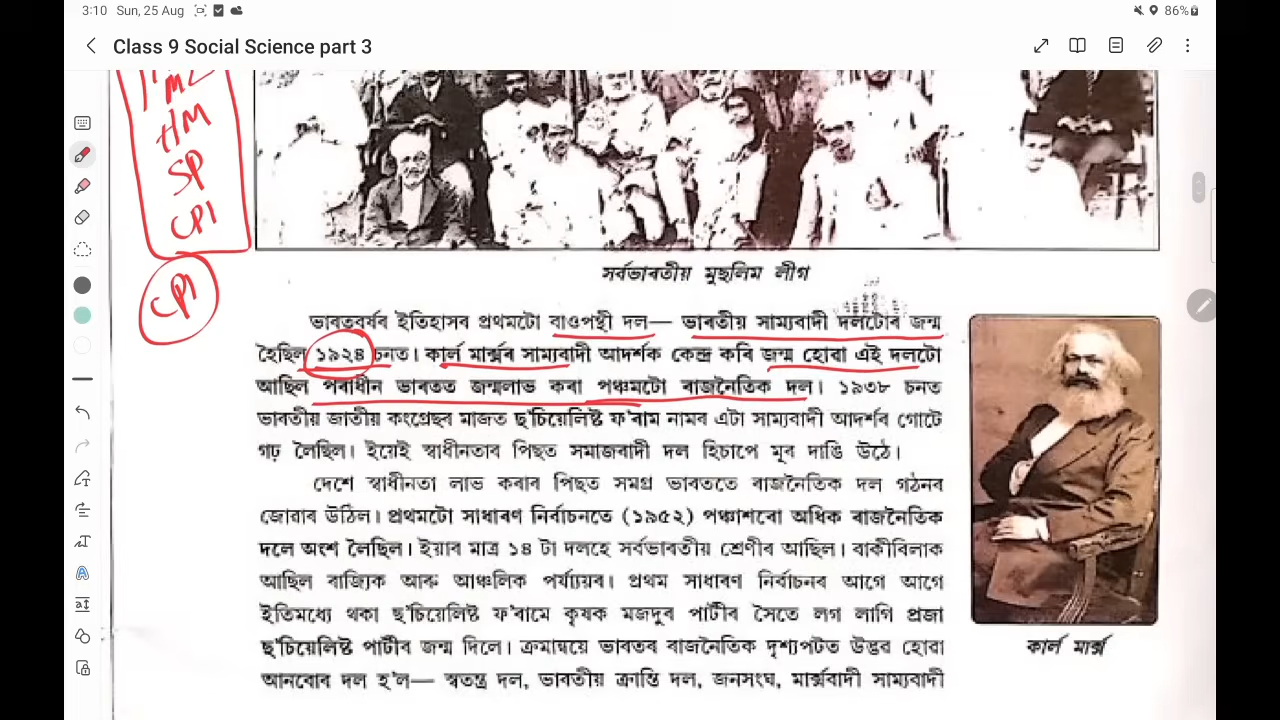 3:10 Sun, 25 Aug
86%
Class 9 Social Science part 3
HM
SP
CPI
CPI
সৰ্বভাৰতীয় মুছলিম লীগ
ভাৰতবৰ্ষৰ ইতিহাসৰ প্ৰথমটো বাওপন্থী দল— ভাৰতীয় সাম্যবাদী দলটোৰ জন্ম
হৈছিল ১৯২৪ চনত। কাৰ্ল মাৰ্ক্সৰ সাম্যবাদী আদৰ্শক কেন্দ্ৰ কৰি জন্ম হোৱা এই দলটো
আছিল পৰাধীন ভাৰতত জন্মলাভ কৰা পঞ্চমটো ৰাজনৈতিক দল। ১৯৩৮ চনত
ভাৰতীয় জাতীয় কংগ্ৰেছৰ মাজত ছ'চিয়েলিষ্ট ফ'ৰাম নামৰ এটা সাম্যবাদী আদৰ্শৰ গোটে
গঢ় লৈছিল। ইয়েই স্বাধীনতাৰ পিছত সমাজবাদী দল হিচাপে মূৰ দাঙি উঠে।
দেশে স্বাধীনতা লাভ কৰাৰ পিছত সমগ্ৰ ভাৰততে ৰাজনৈতিক দল গঠনৰ
জোৱাৰ উঠিল। প্ৰথমটো সাধাৰণ নিৰ্বাচনতে (১৯৫২) পঞ্চাশৰো অধিক ৰাজনৈতিক
দলে অংশ লৈছিল। ইয়াৰ মাত্ৰ ১৪ টা দলহে সৰ্বভাৰতীয় শ্ৰেণীৰ আছিল। বাকীবিলাক
আছিল ৰাজ্যিক আৰু আঞ্চলিক পৰ্য্যায়ৰ। প্ৰথম সাধাৰণ নিৰ্বাচনৰ আগে আগে
ইতিমধ্যে থকা ছ'চিয়েলিষ্ট ফ'ৰামে কৃষক মজদুৰ পাৰ্টীৰ সৈতে লগ লাগি প্ৰজা
ছ'চিয়েলিষ্ট পাৰ্টীৰ জন্ম দিলে। ক্ৰমান্বয়ে ভাৰতৰ ৰাজনৈতিক দৃশ্যপটত উদ্ভৱ হোৱা
আনবোৰ দল হ'ল— স্বতন্ত্ৰ দল, ভাৰতীয় ক্ৰান্তি দল, জনসংঘ, মাৰ্ক্সবাদী সাম্যবাদী
কাৰ্ল মাৰ্ক্স